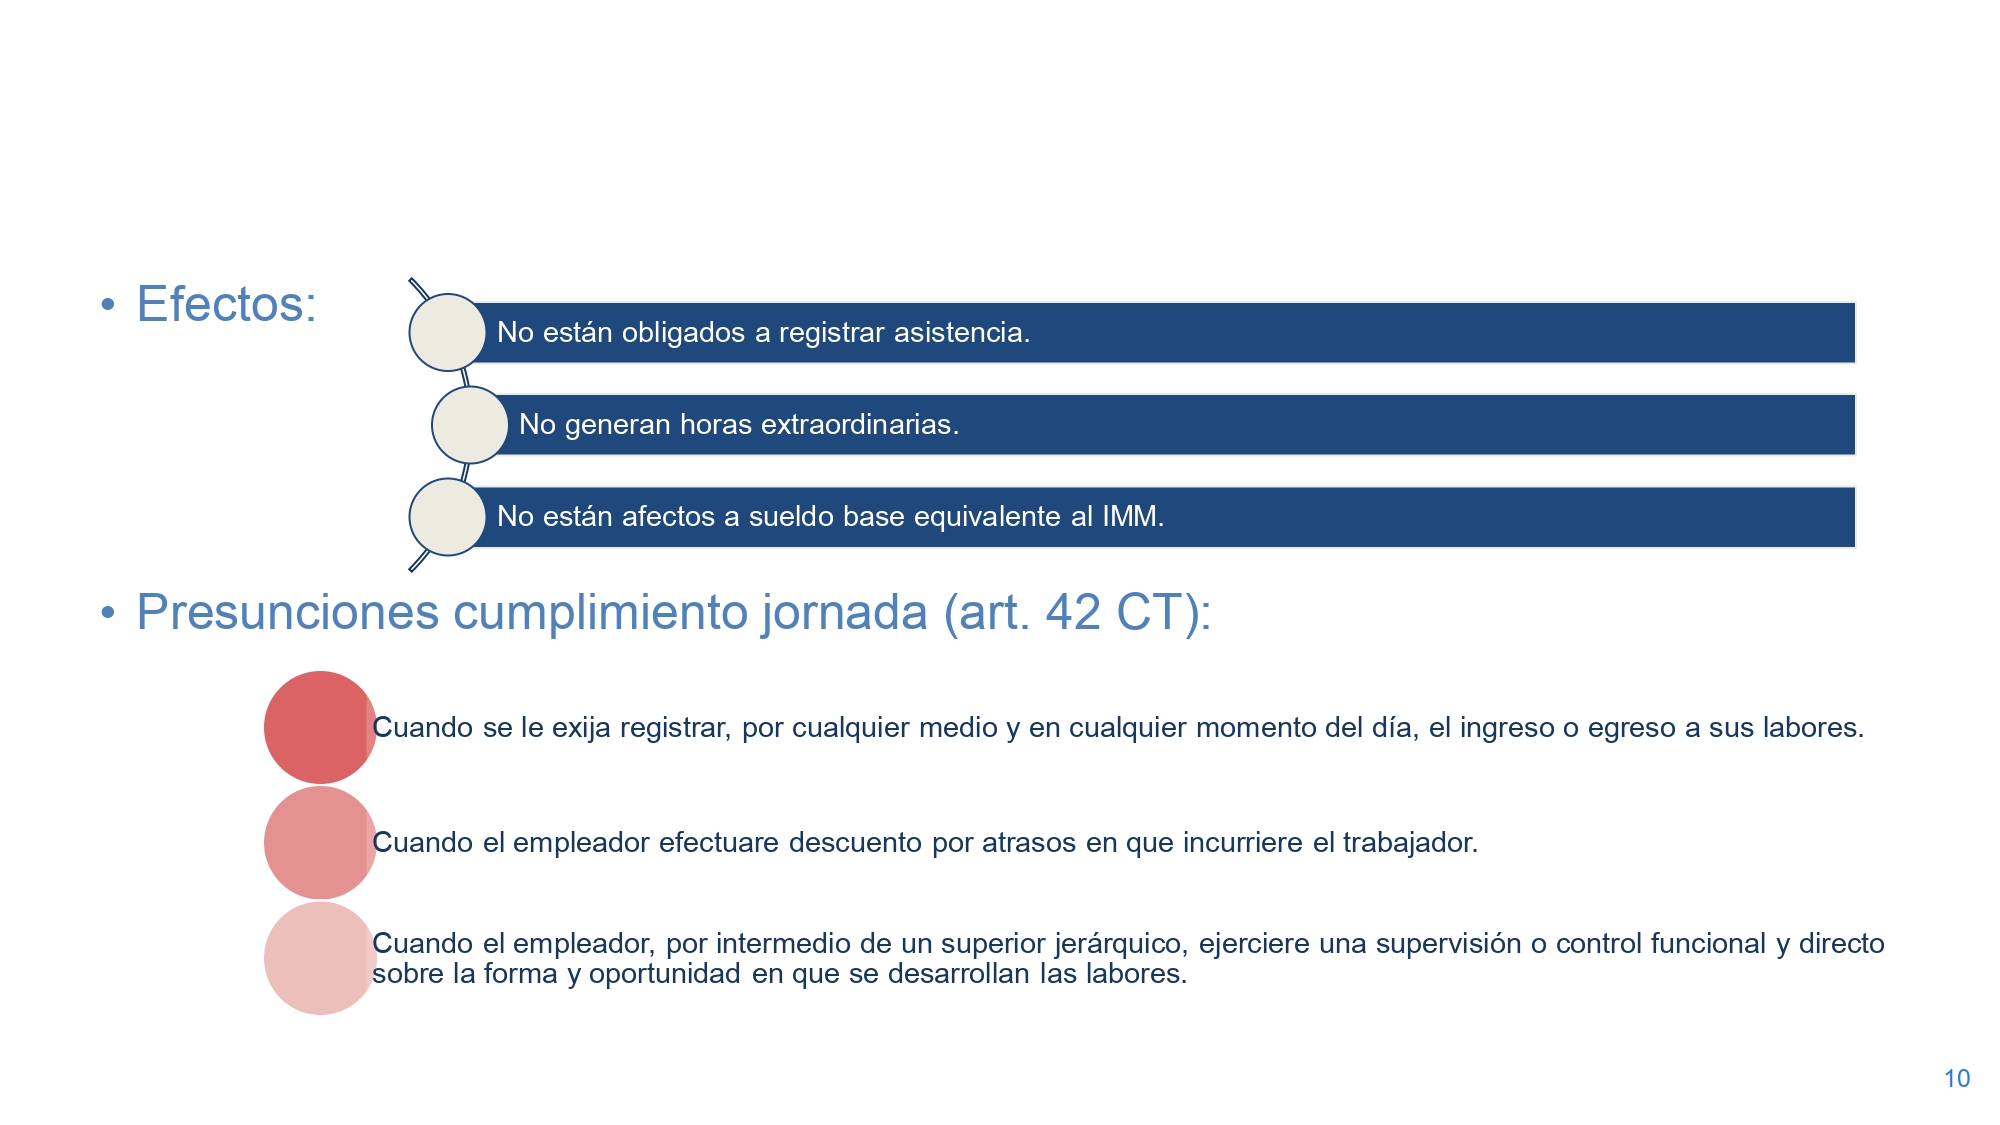 • Efectos:
No están obligados a registrar asistencia.
No generan horas extraordinarias.
No están afectos a sueldo base equivalente al IMM.
• Presunciones cumplimiento jornada (art. 42 CT):
Cuando se le exija registrar, por cualquier medio y en cualquier momento del día, el ingreso o egreso a sus labores.
Cuando el empleador efectuare descuento por atrasos en que incurriere el trabajador.
Cuando el empleador, por intermedio de un superior jerárquico, ejerciere una supervisión o control funcional y directo
sobre la forma y oportunidad en que se desarrollan las labores.
10